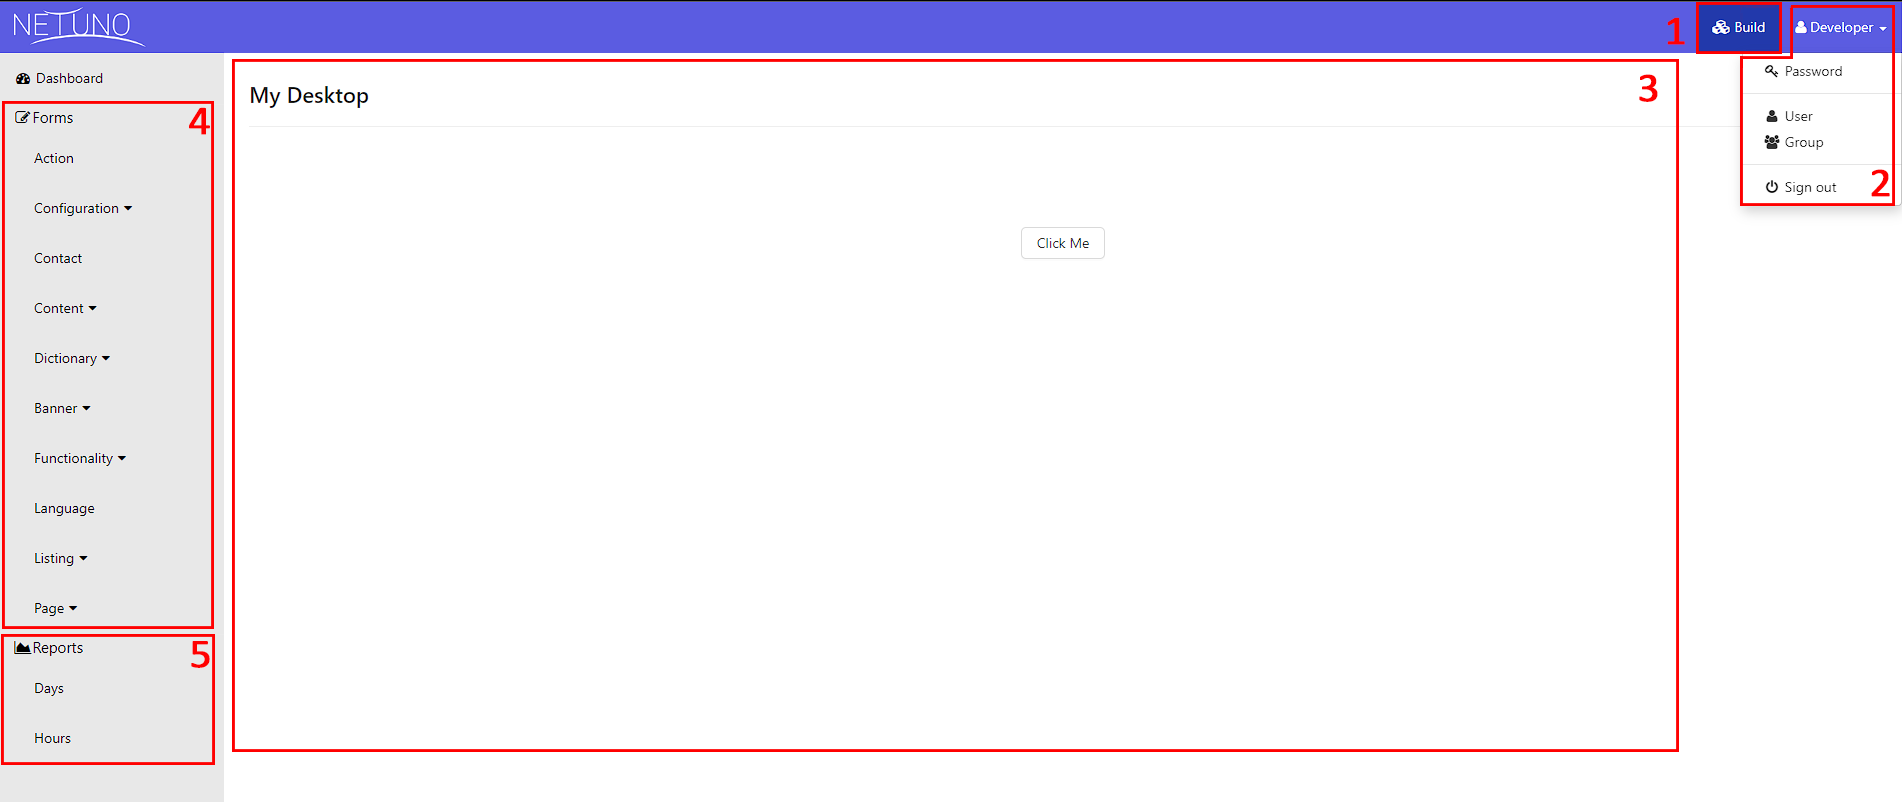 NETUNO
1
Build
Developer
Password
User
Group
Sign out
2
Dashboard
Forms
4
Action
Configuration
Contact
Content
Dictionary
Banner
Functionality
Language
Listing
Page
Reports
5
Days
Hours
My Desktop
3
Click Me